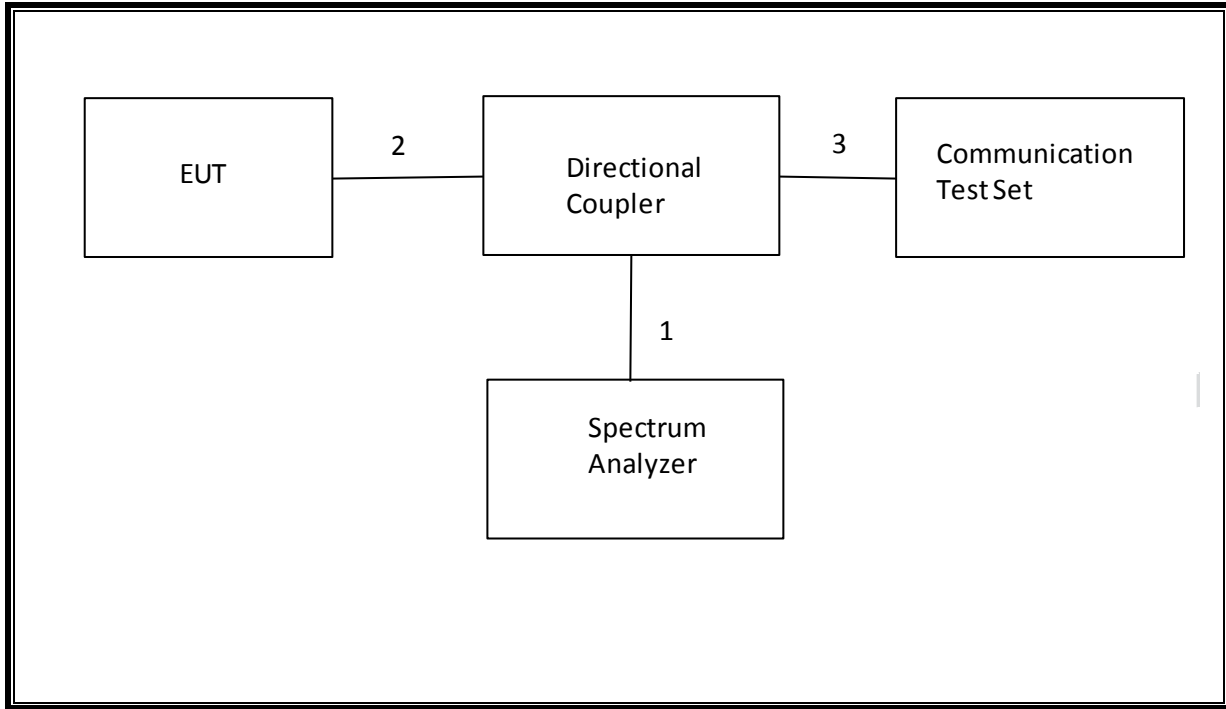 EUT
2
Directional
Coupler
3
Communication
Test Set
1
Spectrum
Analyzer